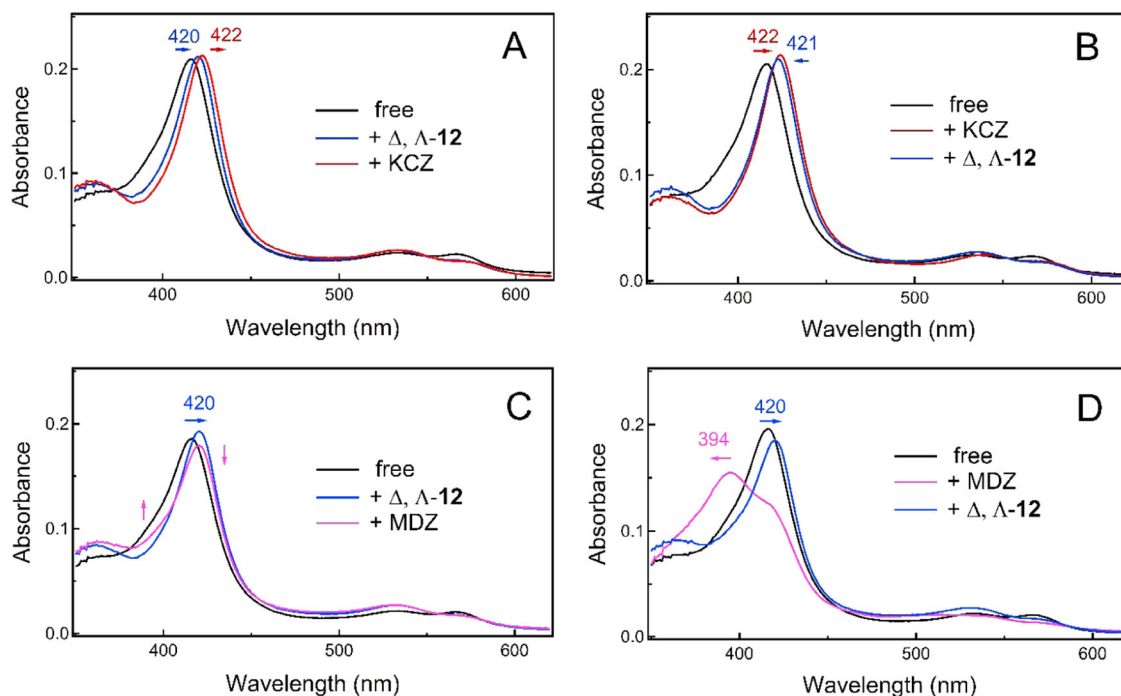 420 422
A
free
+ Δ, Λ-12
+ KCZ
Absorbance
0.2
0.1
0.0
400 500 600
Wavelength (nm)
422 421
B
free
+ KCZ
+ Δ, Λ-12
Absorbance
0.2
0.1
0.0
400 500 600
Wavelength (nm)
420
C
free
+ Δ, Λ-12
+ MDZ
Absorbance
0.2
0.1
0.0
400 500 600
Wavelength (nm)
394 420
D
free
+ MDZ
+ Δ, Λ-12
Absorbance
0.2
0.1
0.0
400 500 600
Wavelength (nm)